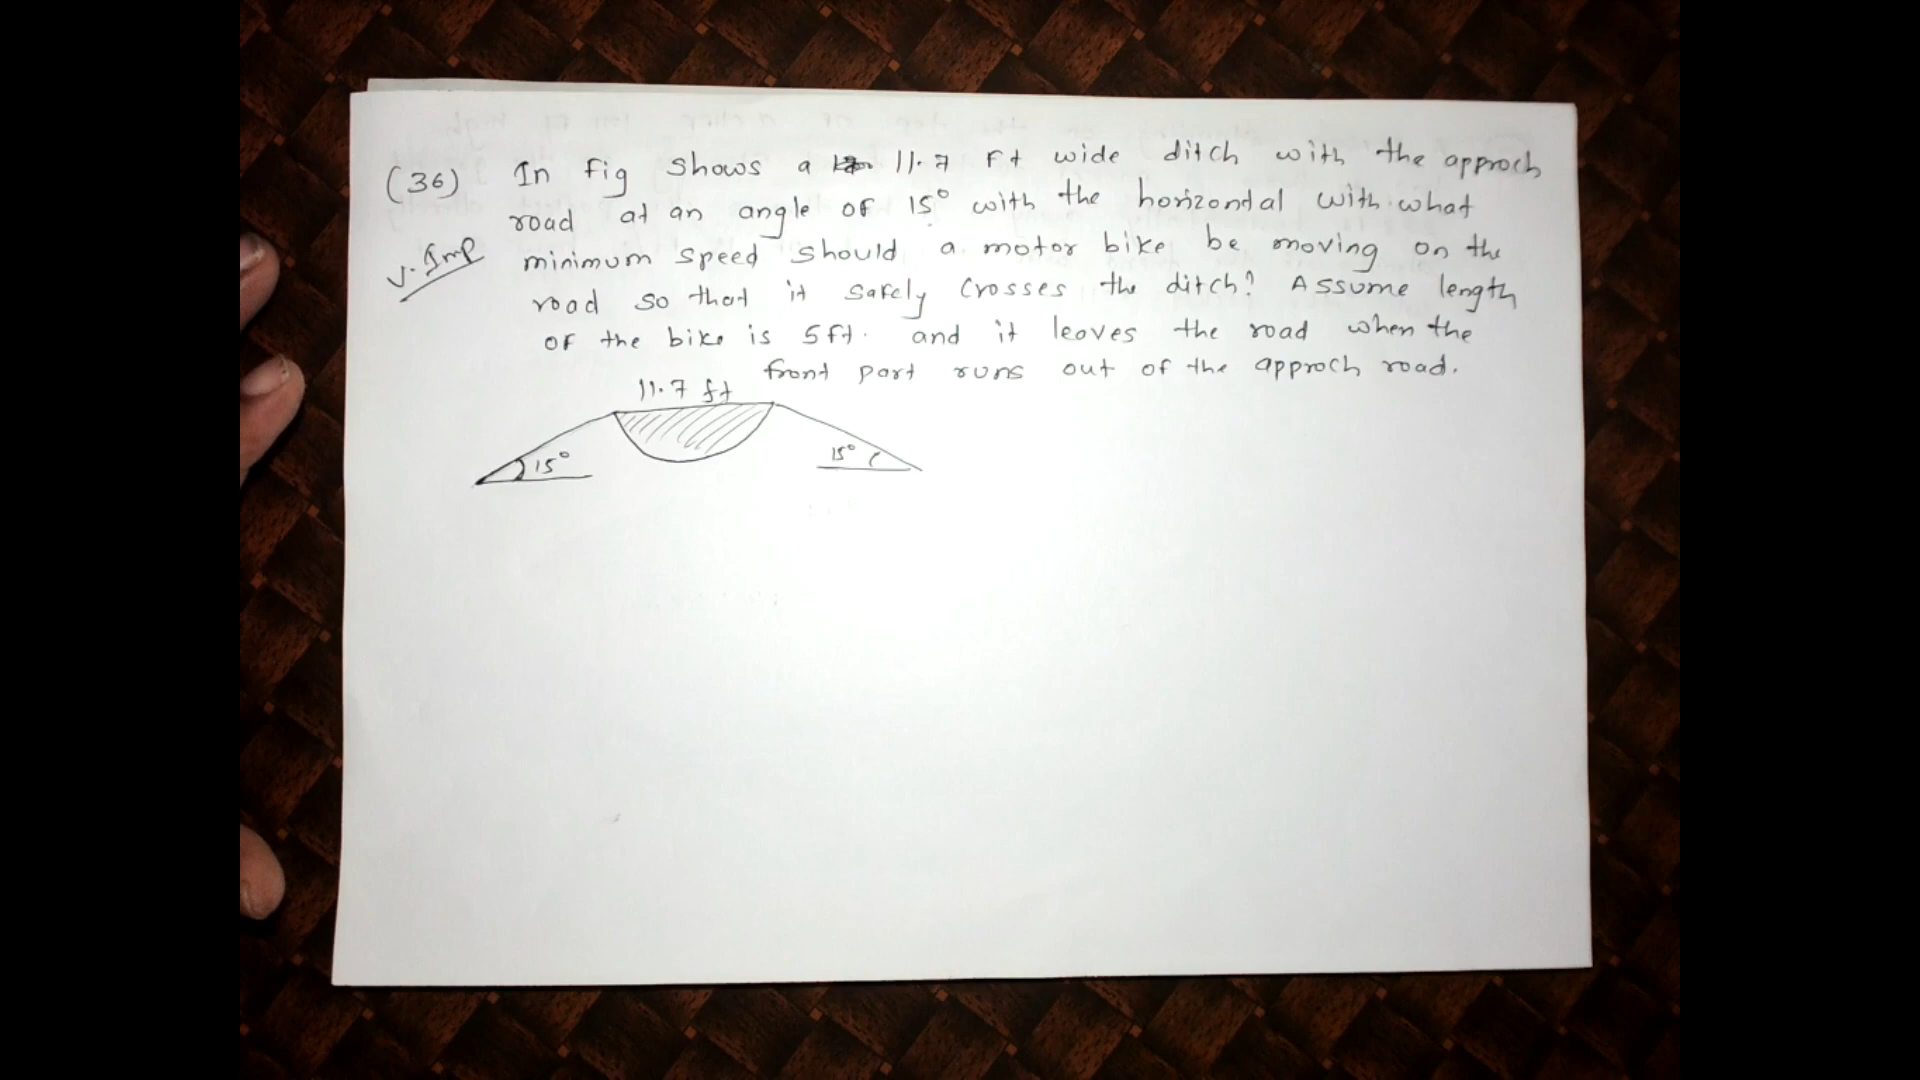 (36) In fig shows a 11.7 Ft wide ditch with the approch
road at an angle of 15° with the horizondal with what
V. Imp
minimum speed should a motor bike be moving on the
road so that it safely crosses the ditch? Assume length
of the bike is 5ft. and it leaves the road when the
front part runs out of the approch road.
11.7 ft
15°
15°